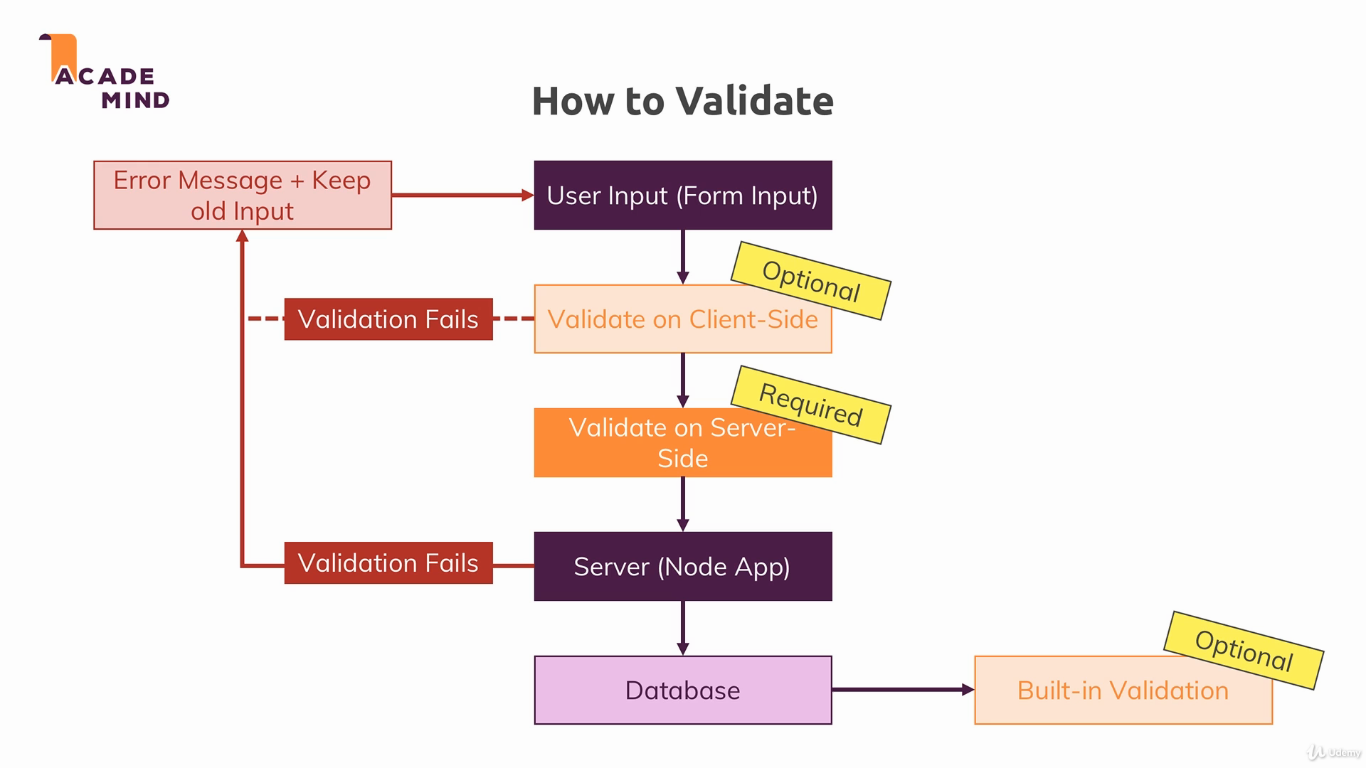 ACADE
MIND
How to Validate
Error Message + Keep
old Input
User Input (Form Input)
Optional
Validation Fails
Validate on Client-Side
Required
Validate on Server-
Side
Validation Fails
Server (Node App)
Optional
Database
Built-in Validation
Udemy